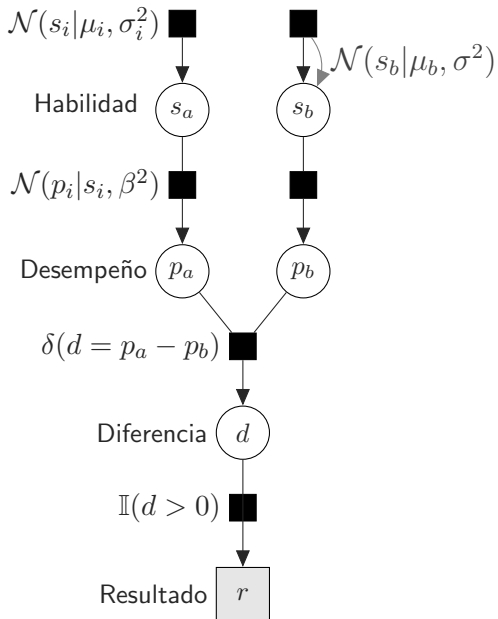 𝒩(s_i|μ_i, σ_i^2)
𝒩(s_b|μ_b, σ^2)
Habilidad s_a s_b
𝒩(p_i|s_i, β^2)
Desempeño p_a p_b
δ(d = p_a − p_b)
Diferencia d
𝕀(d > 0)
Resultado r